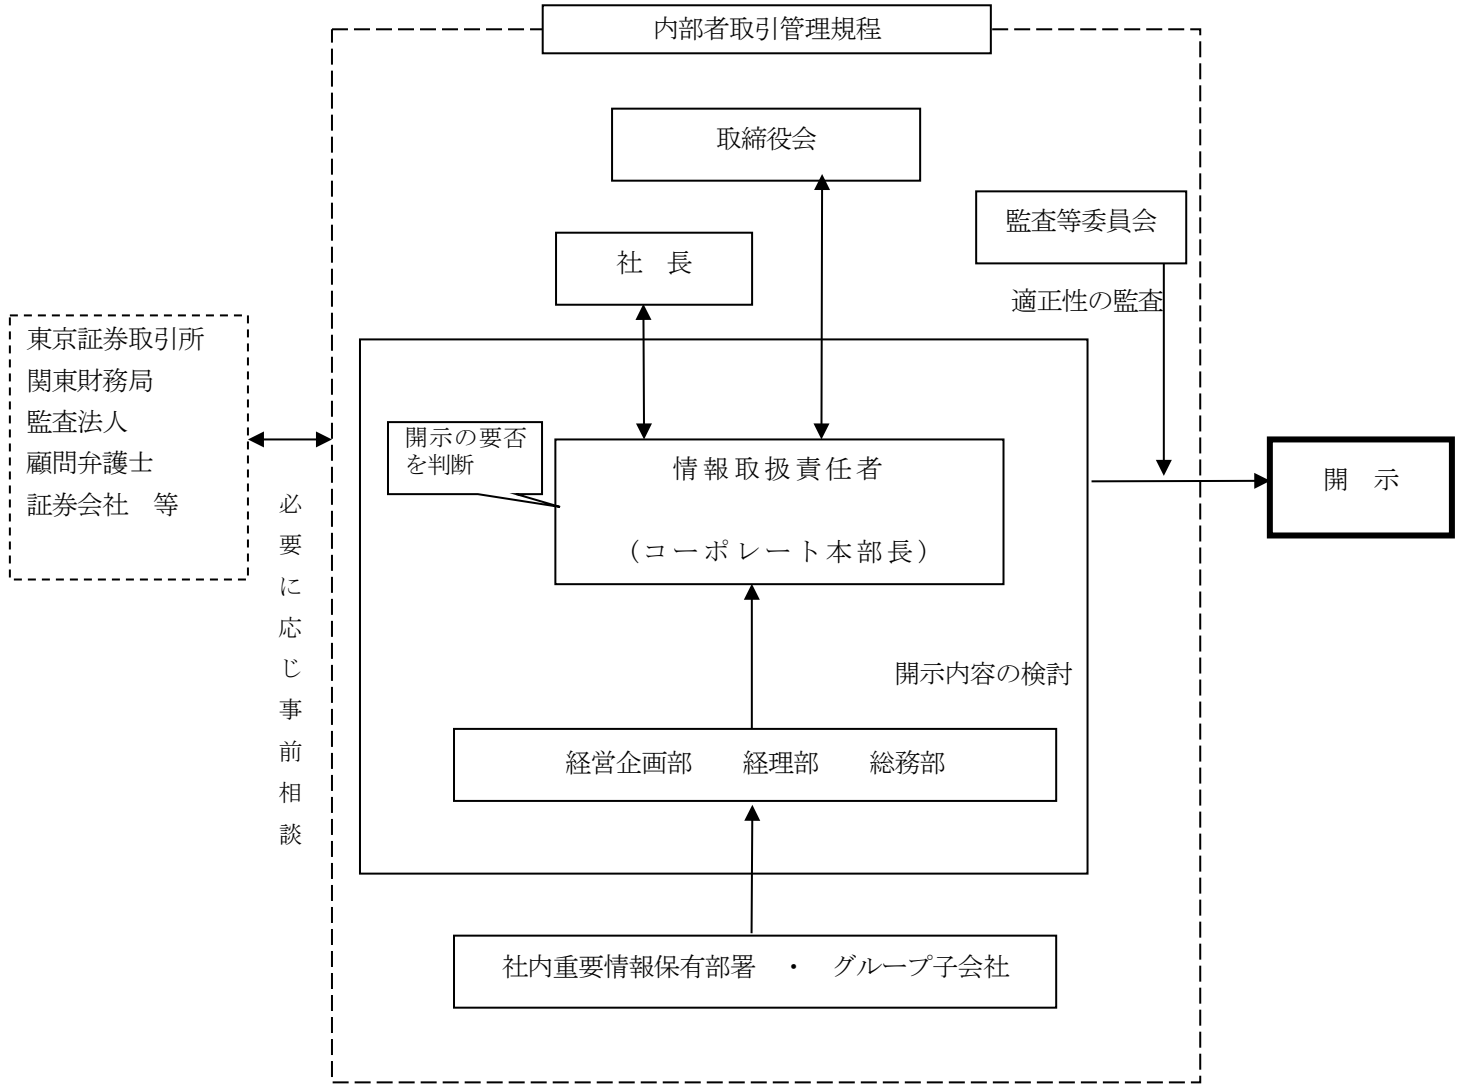 内部者取引管理規程
取締役会
監査等委員会
社　長
適正性の監査
東京証券取引所
関東財務局
監査法人
顧問弁護士
証券会社　等
必要に応じ事前相談
開示の要否
を判断
情報取扱責任者
（コーポレート本部長）
開　示
開示内容の検討
経営企画部　　経理部　　総務部
社内重要情報保有部署　・　グループ子会社